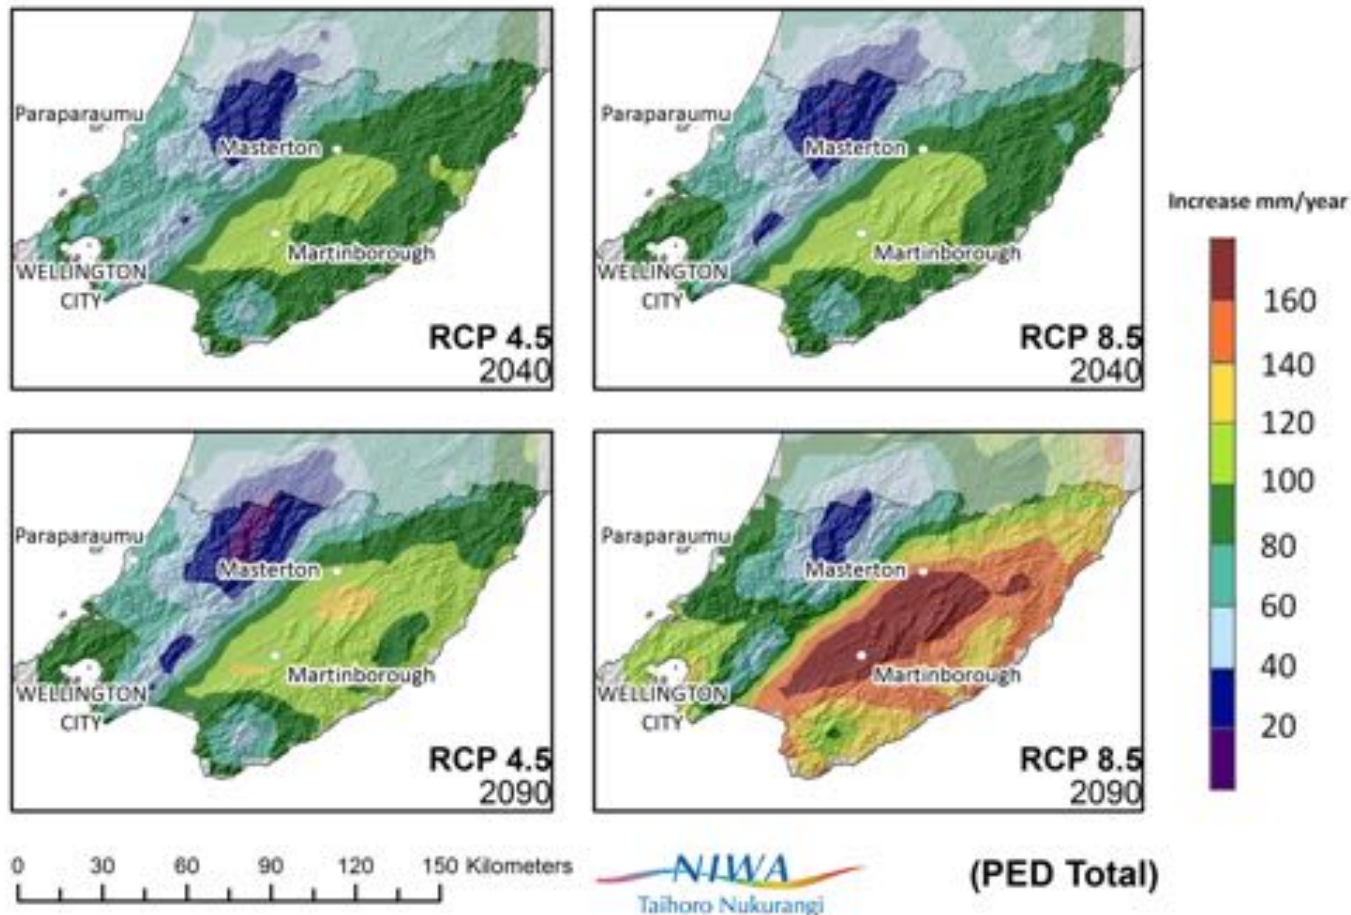 Paraparaumu
Masterton
Martinborough
WELLINGTON
CITY
RCP 4.5
2040
Paraparaumu
Masterton
Martinborough
WELLINGTON
CITY
RCP 8.5
2040
Increase mm/year
160
140
120
100
80
60
40
20
Paraparaumu
Masterton
Martinborough
WELLINGTON
CITY
RCP 4.5
2090
Paraparaumu
Masterton
Martinborough
WELLINGTON
CITY
RCP 8.5
2090
0 30 60 90 120 150 Kilometers
NIWA
Taihoro Nukurangi
(PED Total)